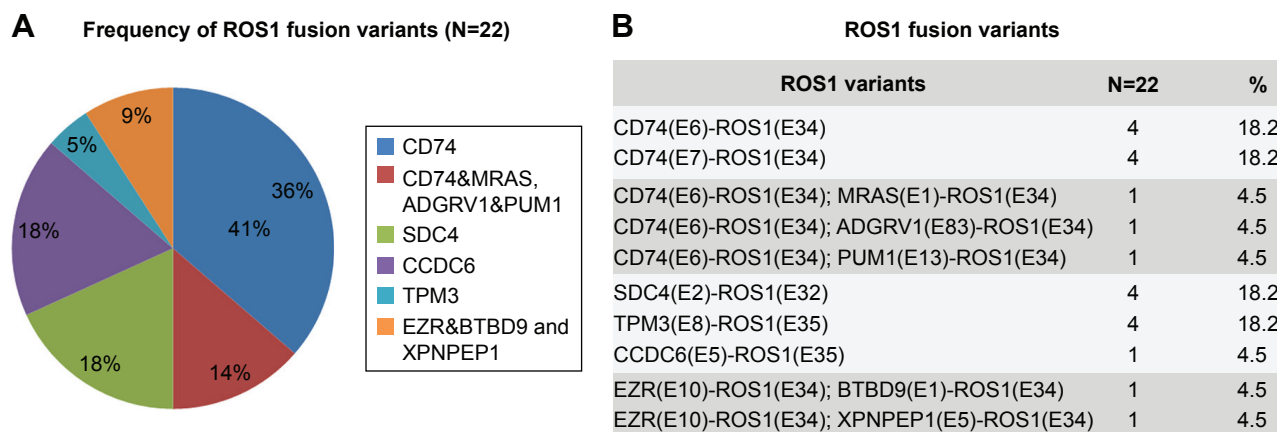 A Frequency of ROS1 fusion variants (N=22)
9%
5%
36%
41%
18%
18%
14%
CD74
CD74&MRAS,
ADGRV1&PUM1
SDC4
CCDC6
TPM3
EZR&BTBD9 and
XPNPEP1
B ROS1 fusion variants
ROS1 variants N=22 %
CD74(E6)-ROS1(E34) 4 18.2
CD74(E7)-ROS1(E34) 4 18.2
CD74(E6)-ROS1(E34); MRAS(E1)-ROS1(E34) 1 4.5
CD74(E6)-ROS1(E34); ADGRV1(E83)-ROS1(E34) 1 4.5
CD74(E6)-ROS1(E34); PUM1(E13)-ROS1(E34) 1 4.5
SDC4(E2)-ROS1(E32) 4 18.2
TPM3(E8)-ROS1(E35) 4 18.2
CCDC6(E5)-ROS1(E35) 1 4.5
EZR(E10)-ROS1(E34); BTBD9(E1)-ROS1(E34) 1 4.5
EZR(E10)-ROS1(E34); XPNPEP1(E5)-ROS1(E34) 1 4.5